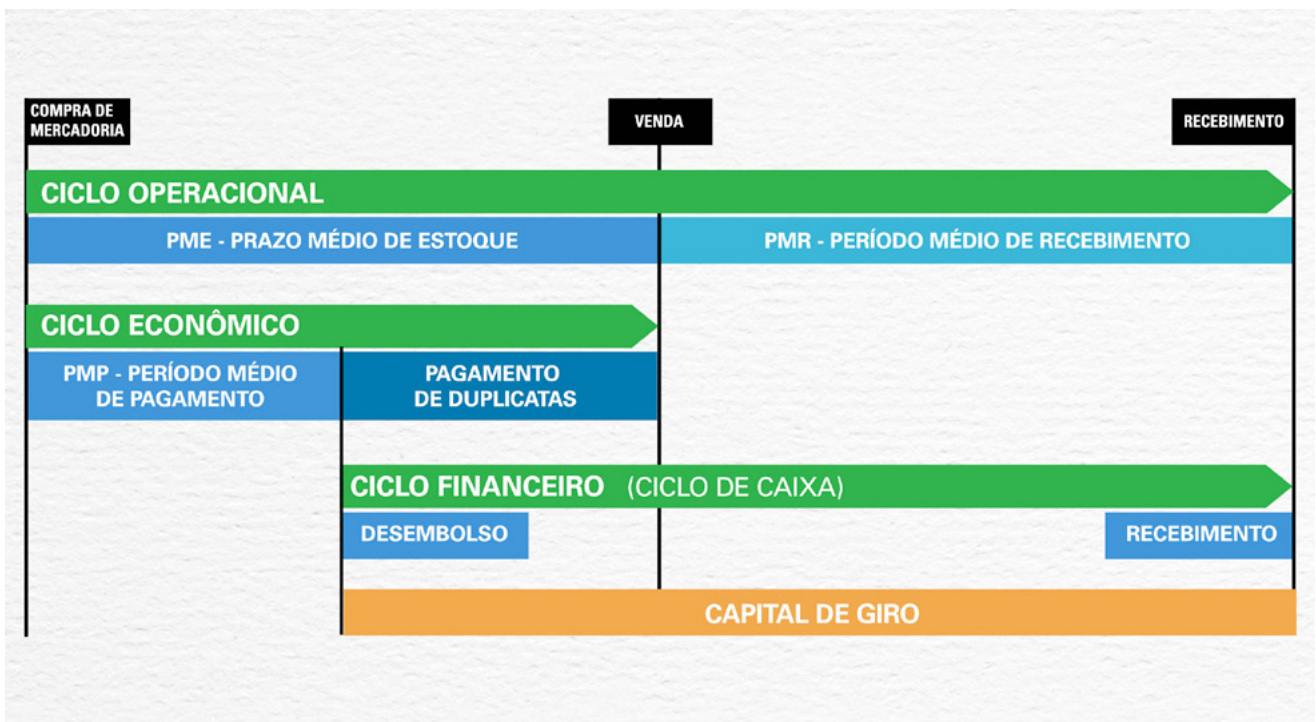 COMPRA DE
MERCADORIA
VENDA
RECEBIMENTO
CICLO OPERACIONAL
PME - PRAZO MÉDIO DE ESTOQUE
PMR - PERÍODO MÉDIO DE RECEBIMENTO
CICLO ECONÔMICO
PMP - PERÍODO MÉDIO
DE PAGAMENTO
PAGAMENTO
DE DUPLICATAS
CICLO FINANCEIRO (CICLO DE CAIXA)
DESEMBOLSO
RECEBIMENTO
CAPITAL DE GIRO